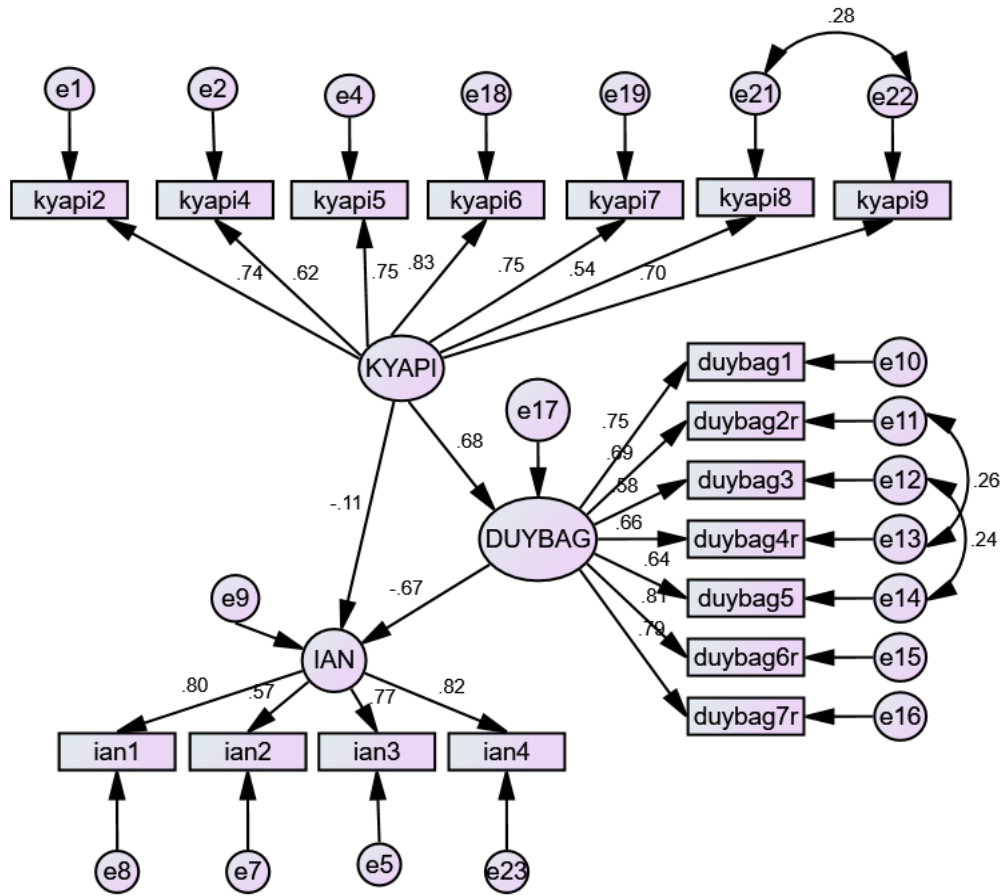 .28
e1 e2 e4 e18 e19 e21 e22
kyapi2 kyapi4 kyapi5 kyapi6 kyapi7 kyapi8 kyapi9
.74 .62 .75 .83 .75 .54 .70
KYAPI
duybag1 e10
e17
.75
duybag2r e11
.68
.69
.58
duybag3 e12
.26
-.11
.66
DUYBAG
duybag4r e13
.24
.64
-.67
.81
duybag5 e14
e9
.79
IAN
duybag6r e15
.80 .57 .77 .82
duybag7r e16
ian1 ian2 ian3 ian4
e8 e7 e5 e23